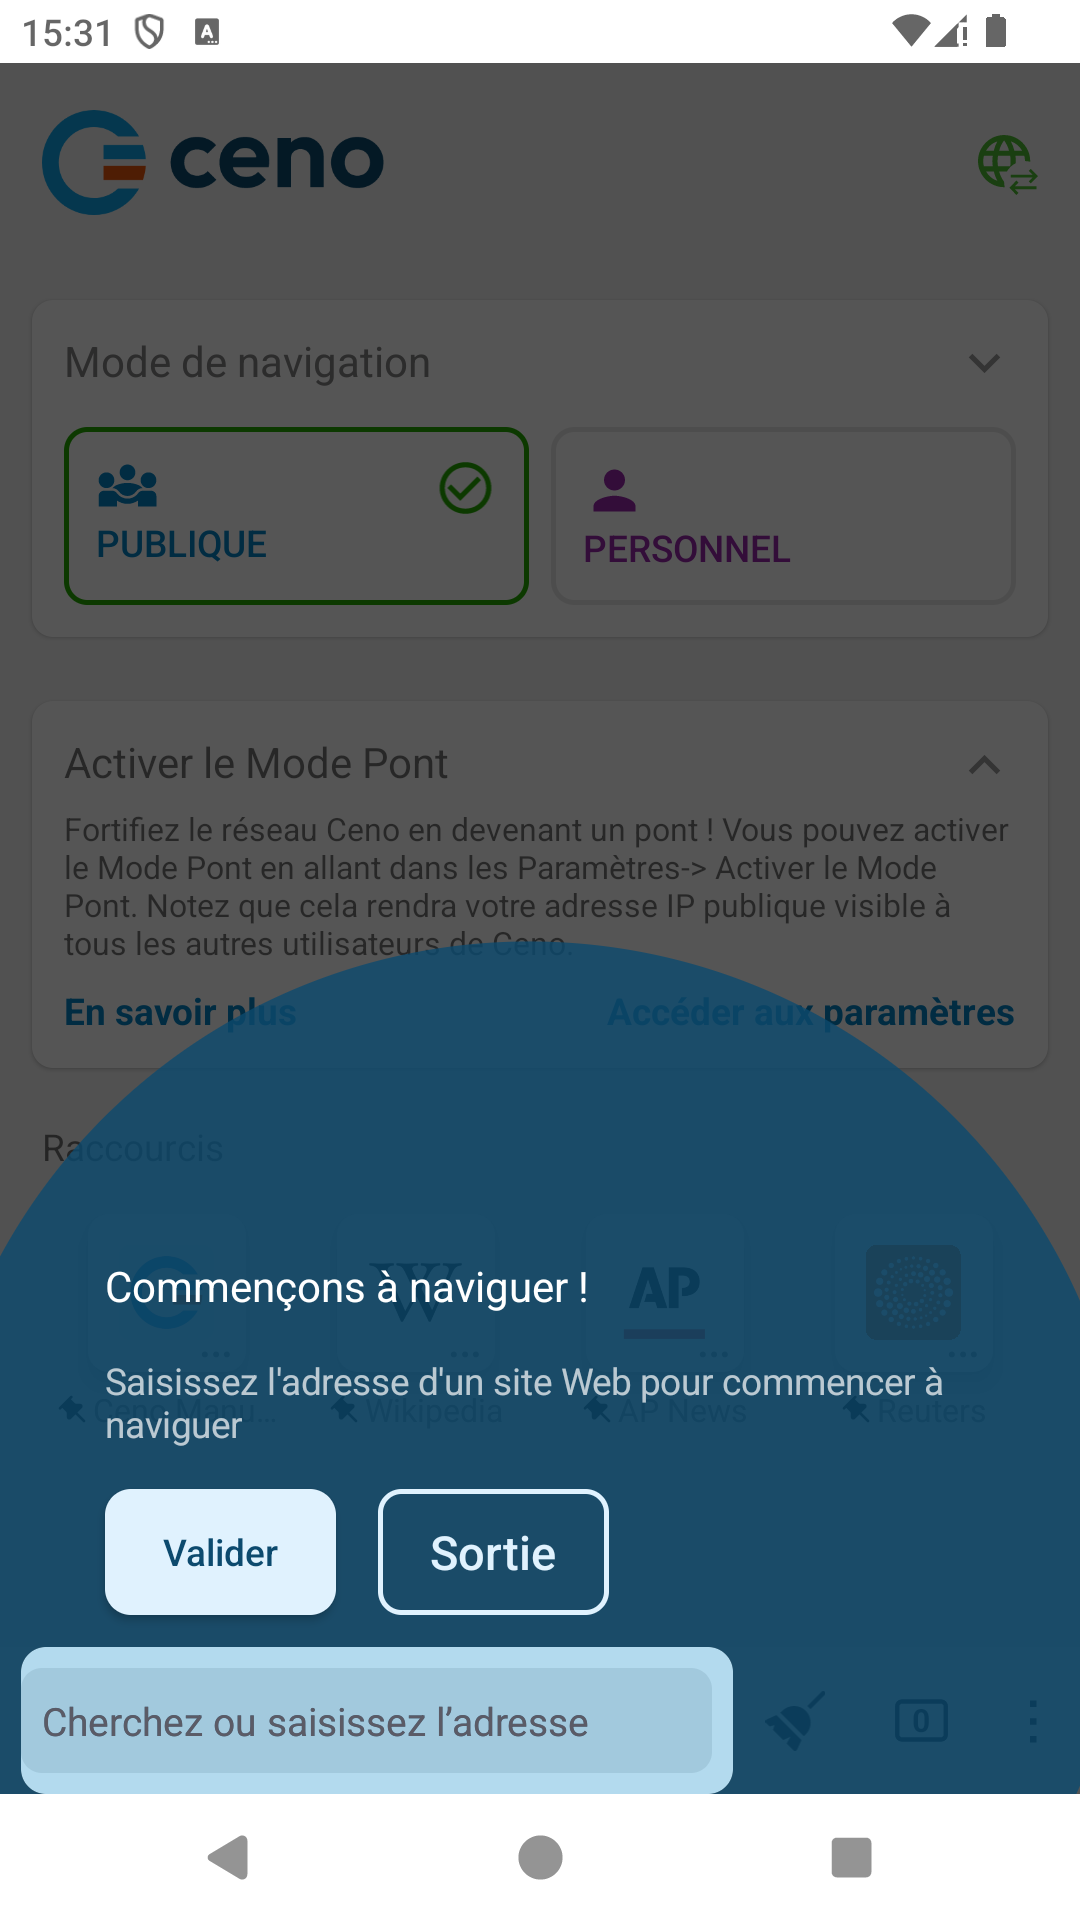 15:31
ceno
Mode de navigation
PUBLIQUE
PERSONNEL
Activer le Mode Pont
Fortifiez le réseau Ceno en devenant un pont ! Vous pouvez activer
le Mode Pont en allant dans les Paramètres-> Activer le Mode
Pont. Notez que cela rendra votre adresse IP publique visible à
tous les autres utilisateurs de Ceno.
En savoir plus
Accéder aux paramètres
Raccourcis
W
AP
Ceno Manu...
Wikipedia
AP News
Reuters
Commençons à naviguer !
Saisissez l'adresse d'un site Web pour commencer à
naviguer
Valider
Sortie
Cherchez ou saisissez l’adresse
0